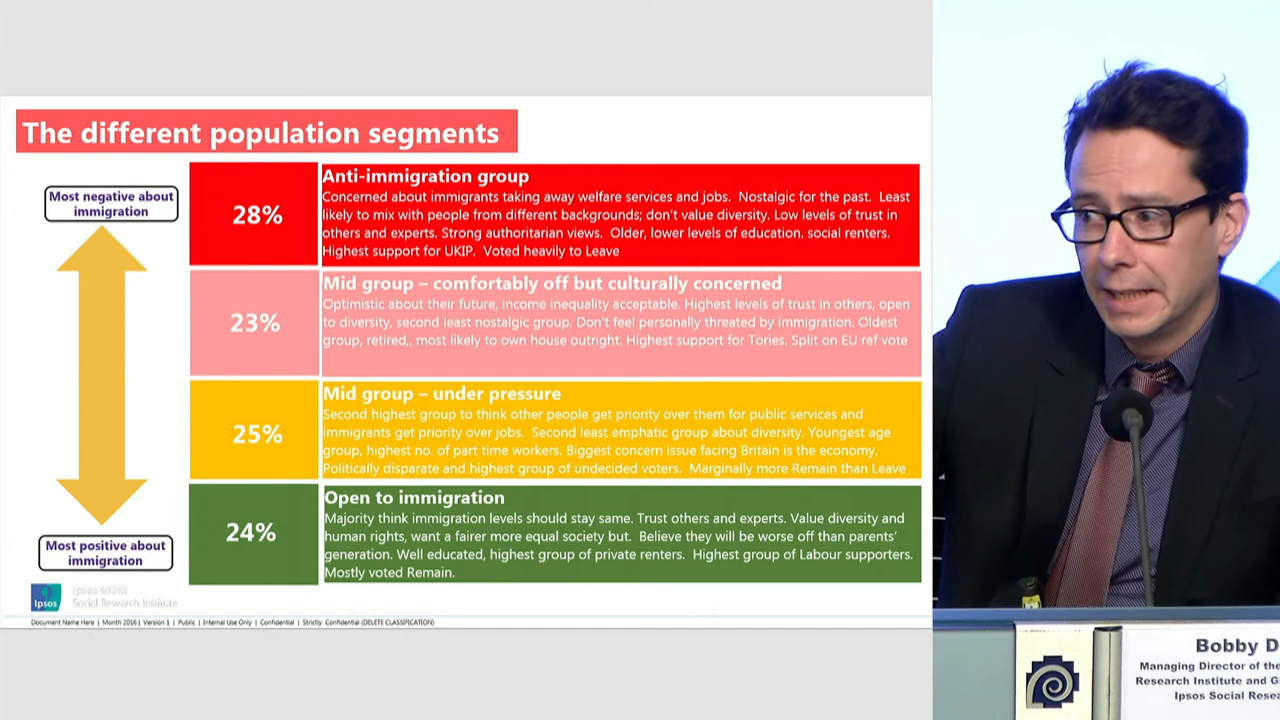 The different population segments
Most negative about
immigration
28%
Anti-immigration group
Concerned about immigrants taking away welfare services and jobs. Nostalgic for the past. Least
likely to mix with people from different backgrounds; don't value diversity. Low levels of trust in
others and experts. Strong authoritarian views. Older, lower levels of education. social renters.
Highest support for UKIP. Voted heavily to Leave
23%
Mid group – comfortably off but culturally concerned
Optimistic about their future, income inequality acceptable. Highest levels of trust in others, open
to diversity, second least nostalgic group. Don't feel personally threated by immigration. Oldest
group, retired,, most likely to own house outright. Highest support for Tories. Split on EU ref vote
25%
Mid group – under pressure
Second highest group to think other people get priority over them for public services and
immigrants get priority over jobs. Second least emphatic group about diversity. Youngest age
group, highest no. of part time workers. Biggest concern issue facing Britain is the economy.
Politically disparate and highest group of undecided voters. Marginally more Remain than Leave
24%
Open to immigration
Majority think immigration levels should stay same. Trust others and experts. Value diversity and
human rights, want a fairer more equal society but. Believe they will be worse off than parents'
generation. Well educated, highest group of private renters. Highest group of Labour supporters.
Mostly voted Remain.
Most positive about
immigration
Ipsos
Ipsos MORI
Social Research Institute
Document Name Here | Month 2016 | Version 1 | Public | Internal Use Only | Confidential | Strictly Confidential (DELETE CLASSIFICATION)
Bobby D
Managing Director of the
Research Institute and G
Ipsos Social Resea